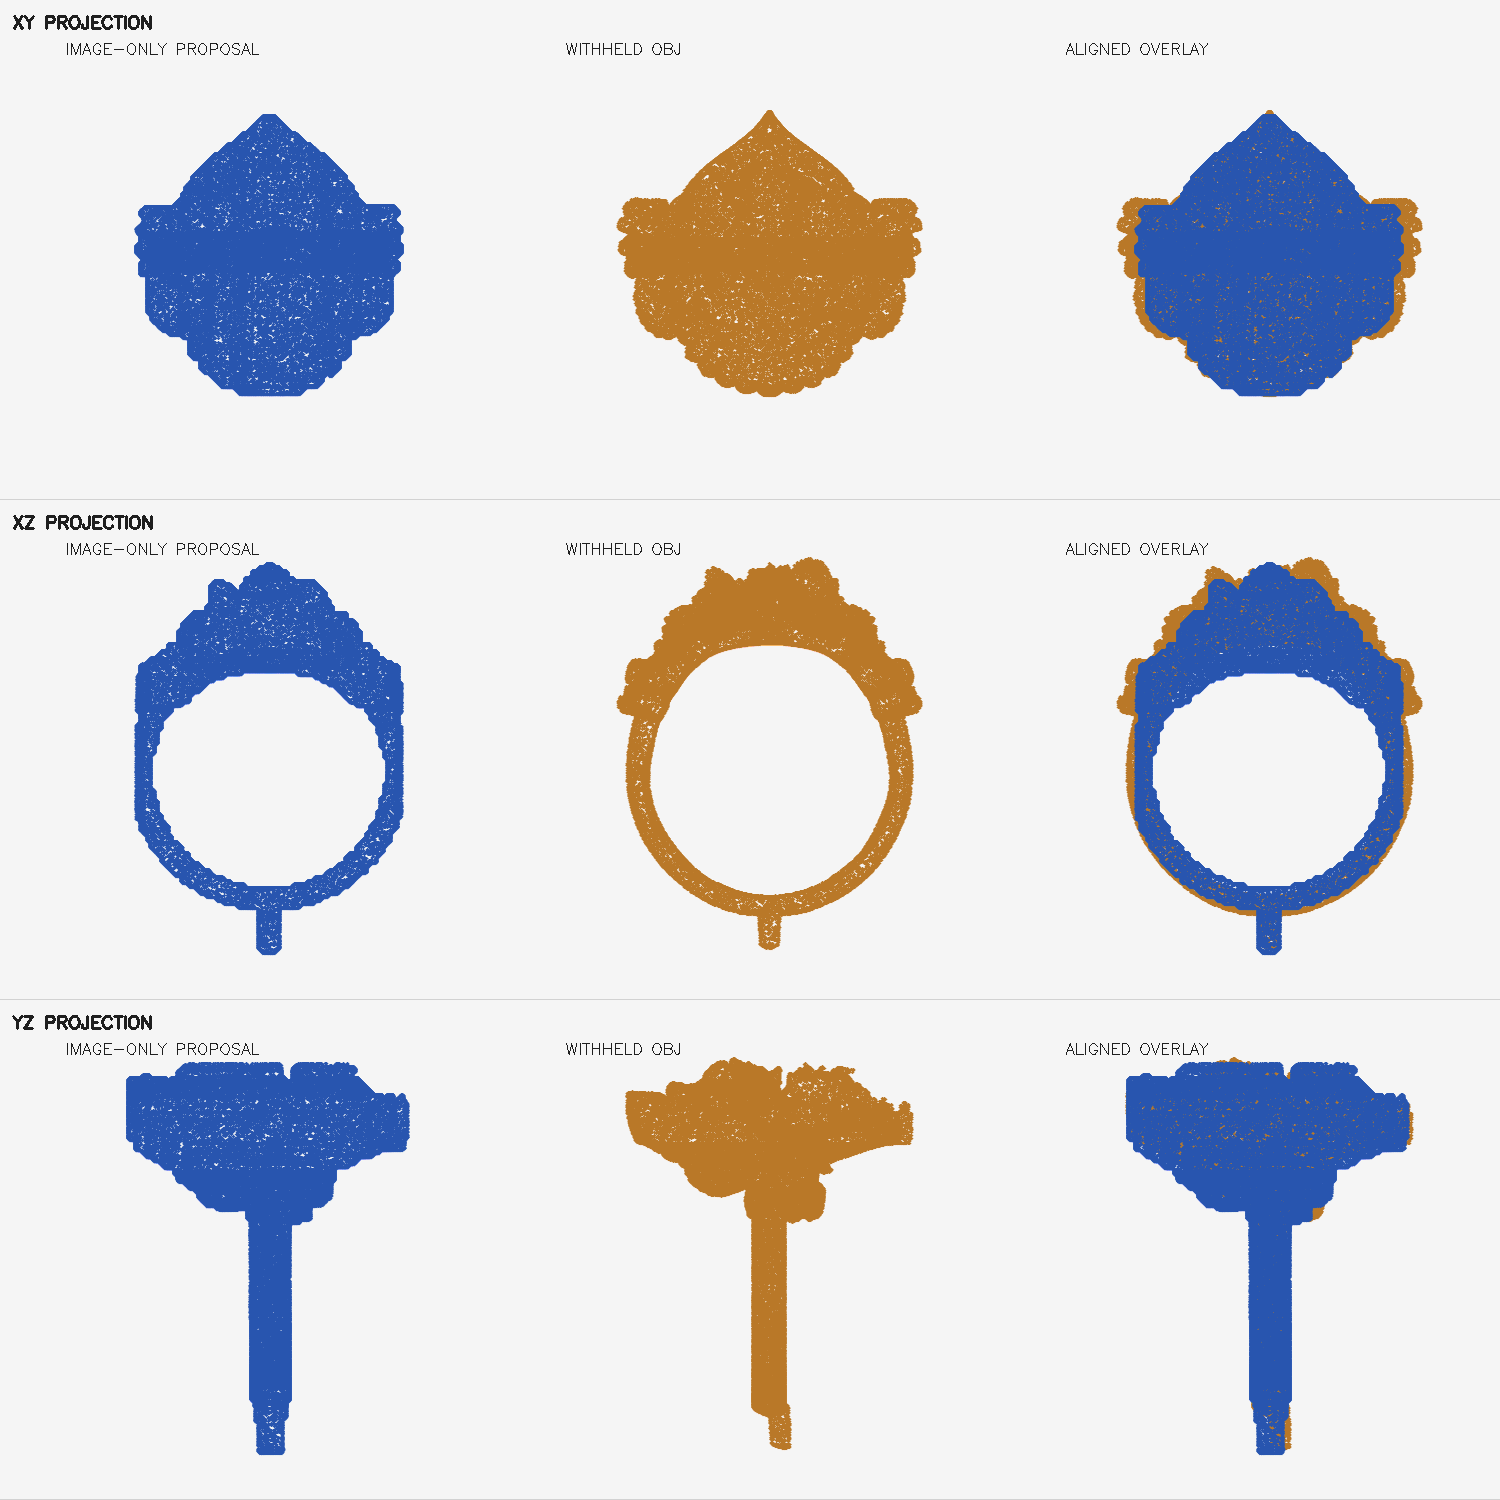 XY PROJECTION
IMAGE-ONLY PROPOSAL
WITHHELD OBJ
ALIGNED OVERLAY
XZ PROJECTION
IMAGE-ONLY PROPOSAL
WITHHELD OBJ
ALIGNED OVERLAY
YZ PROJECTION
IMAGE-ONLY PROPOSAL
WITHHELD OBJ
ALIGNED OVERLAY